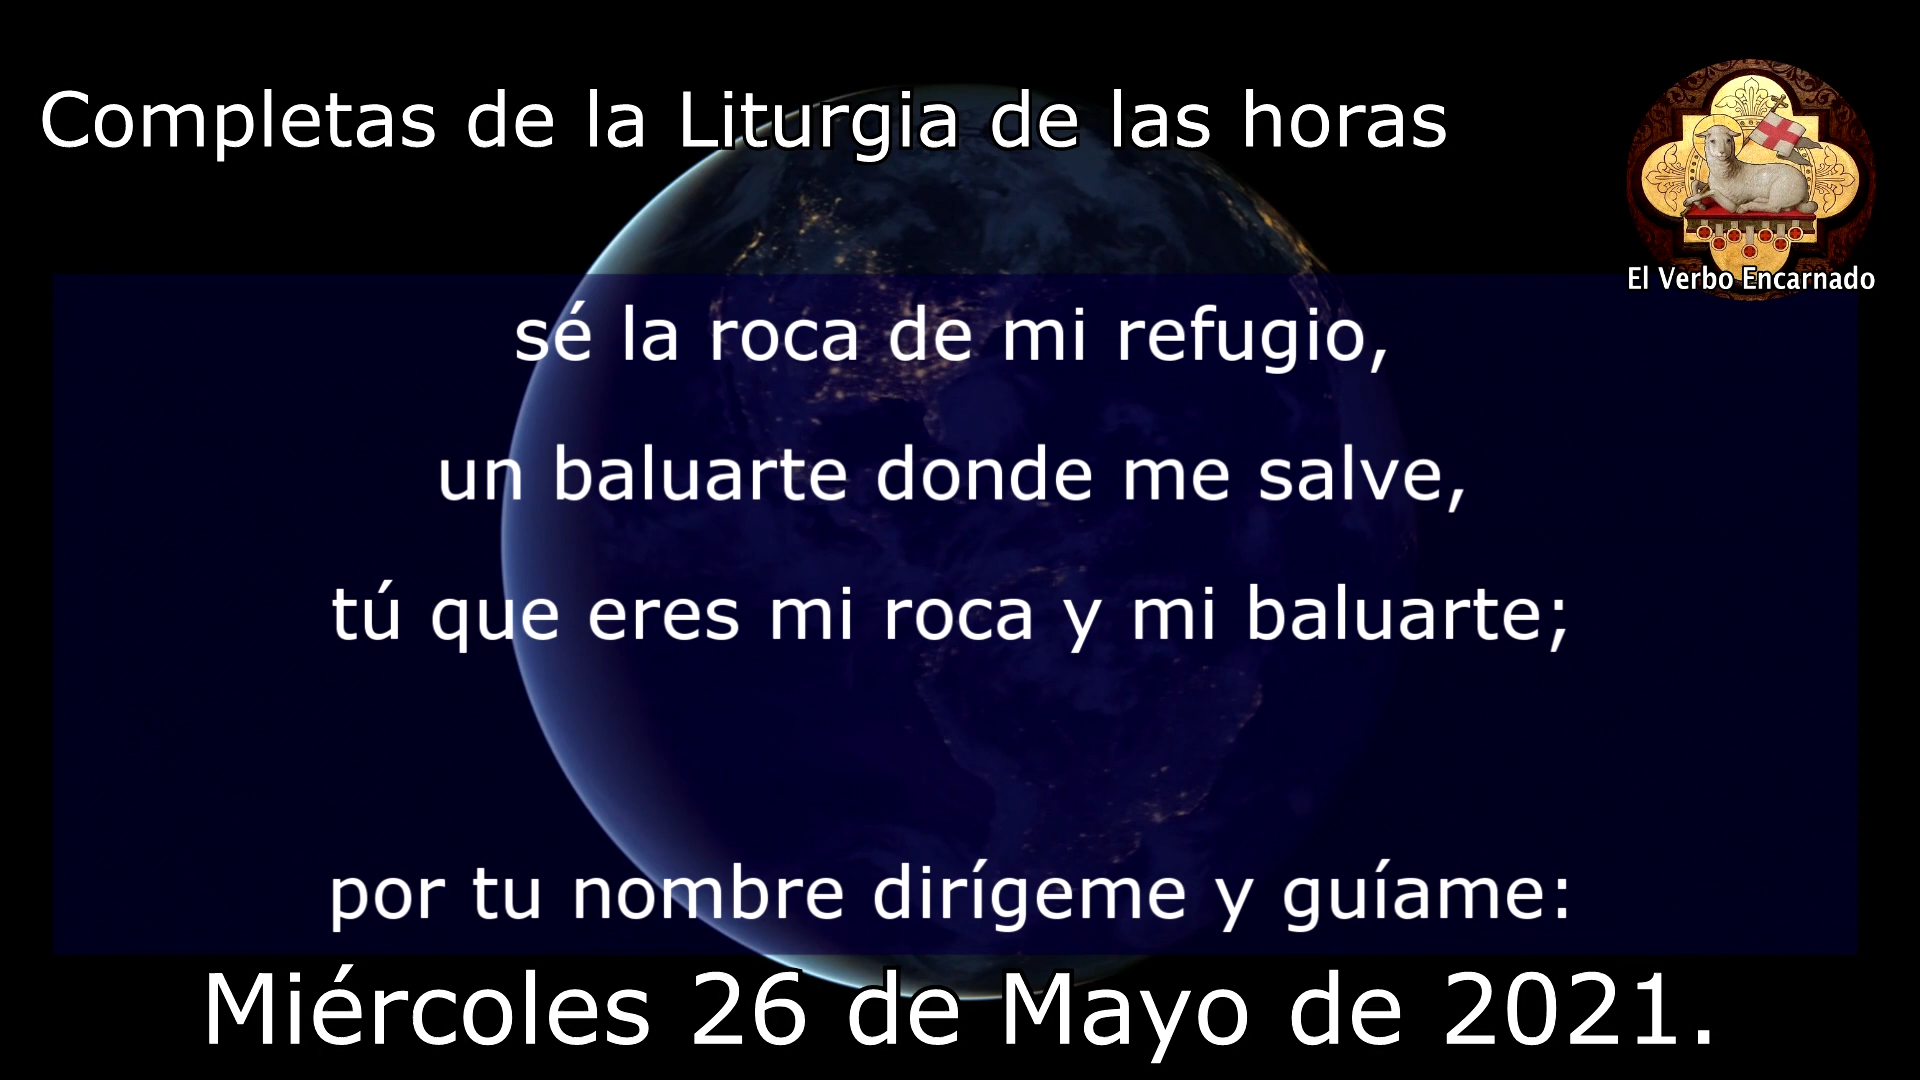 Completas de la Liturgia de las horas
El Verbo Encarnado
sé la roca de mi refugio,
un baluarte donde me salve,
tú que eres mi roca y mi baluarte;
por tu nombre dirígeme y guíame:
Miércoles 26 de Mayo de 2021.